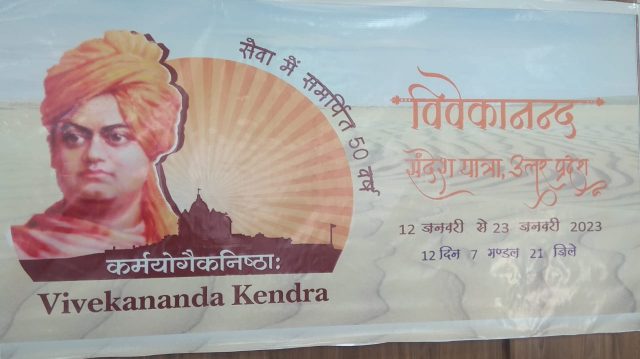 सेवा में समर्पित 50 वर्ष
कर्मयोगैकनिष्ठाः
Vivekananda Kendra
विवेकानन्द
संदेश यात्रा, उत्तर प्रदेश
12 जनवरी से 23 जनवरी 2023
12 दिन 7 मण्डल 21 जिले